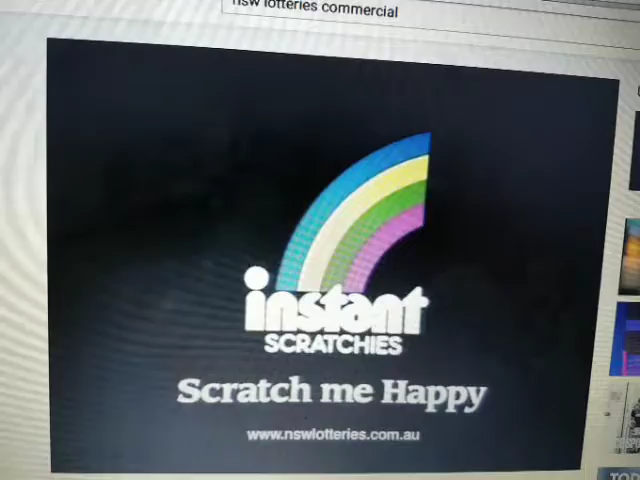 nsw lotteries commercial
instant
SCRATCHIES
Scratch me Happy
www.nswlotteries.com.au